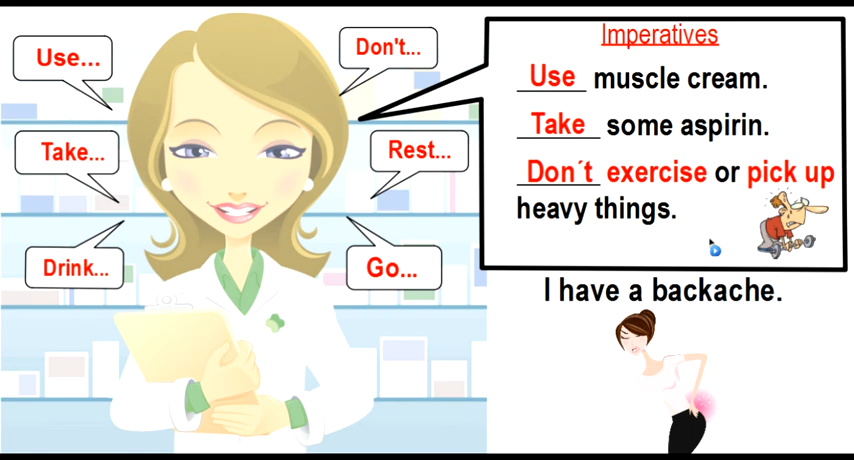 Use...
Don't...
Take...
Rest...
Drink...
Go...
Imperatives
Use muscle cream.
Take some aspirin.
Don´t exercise or pick up
heavy things.
I have a backache.